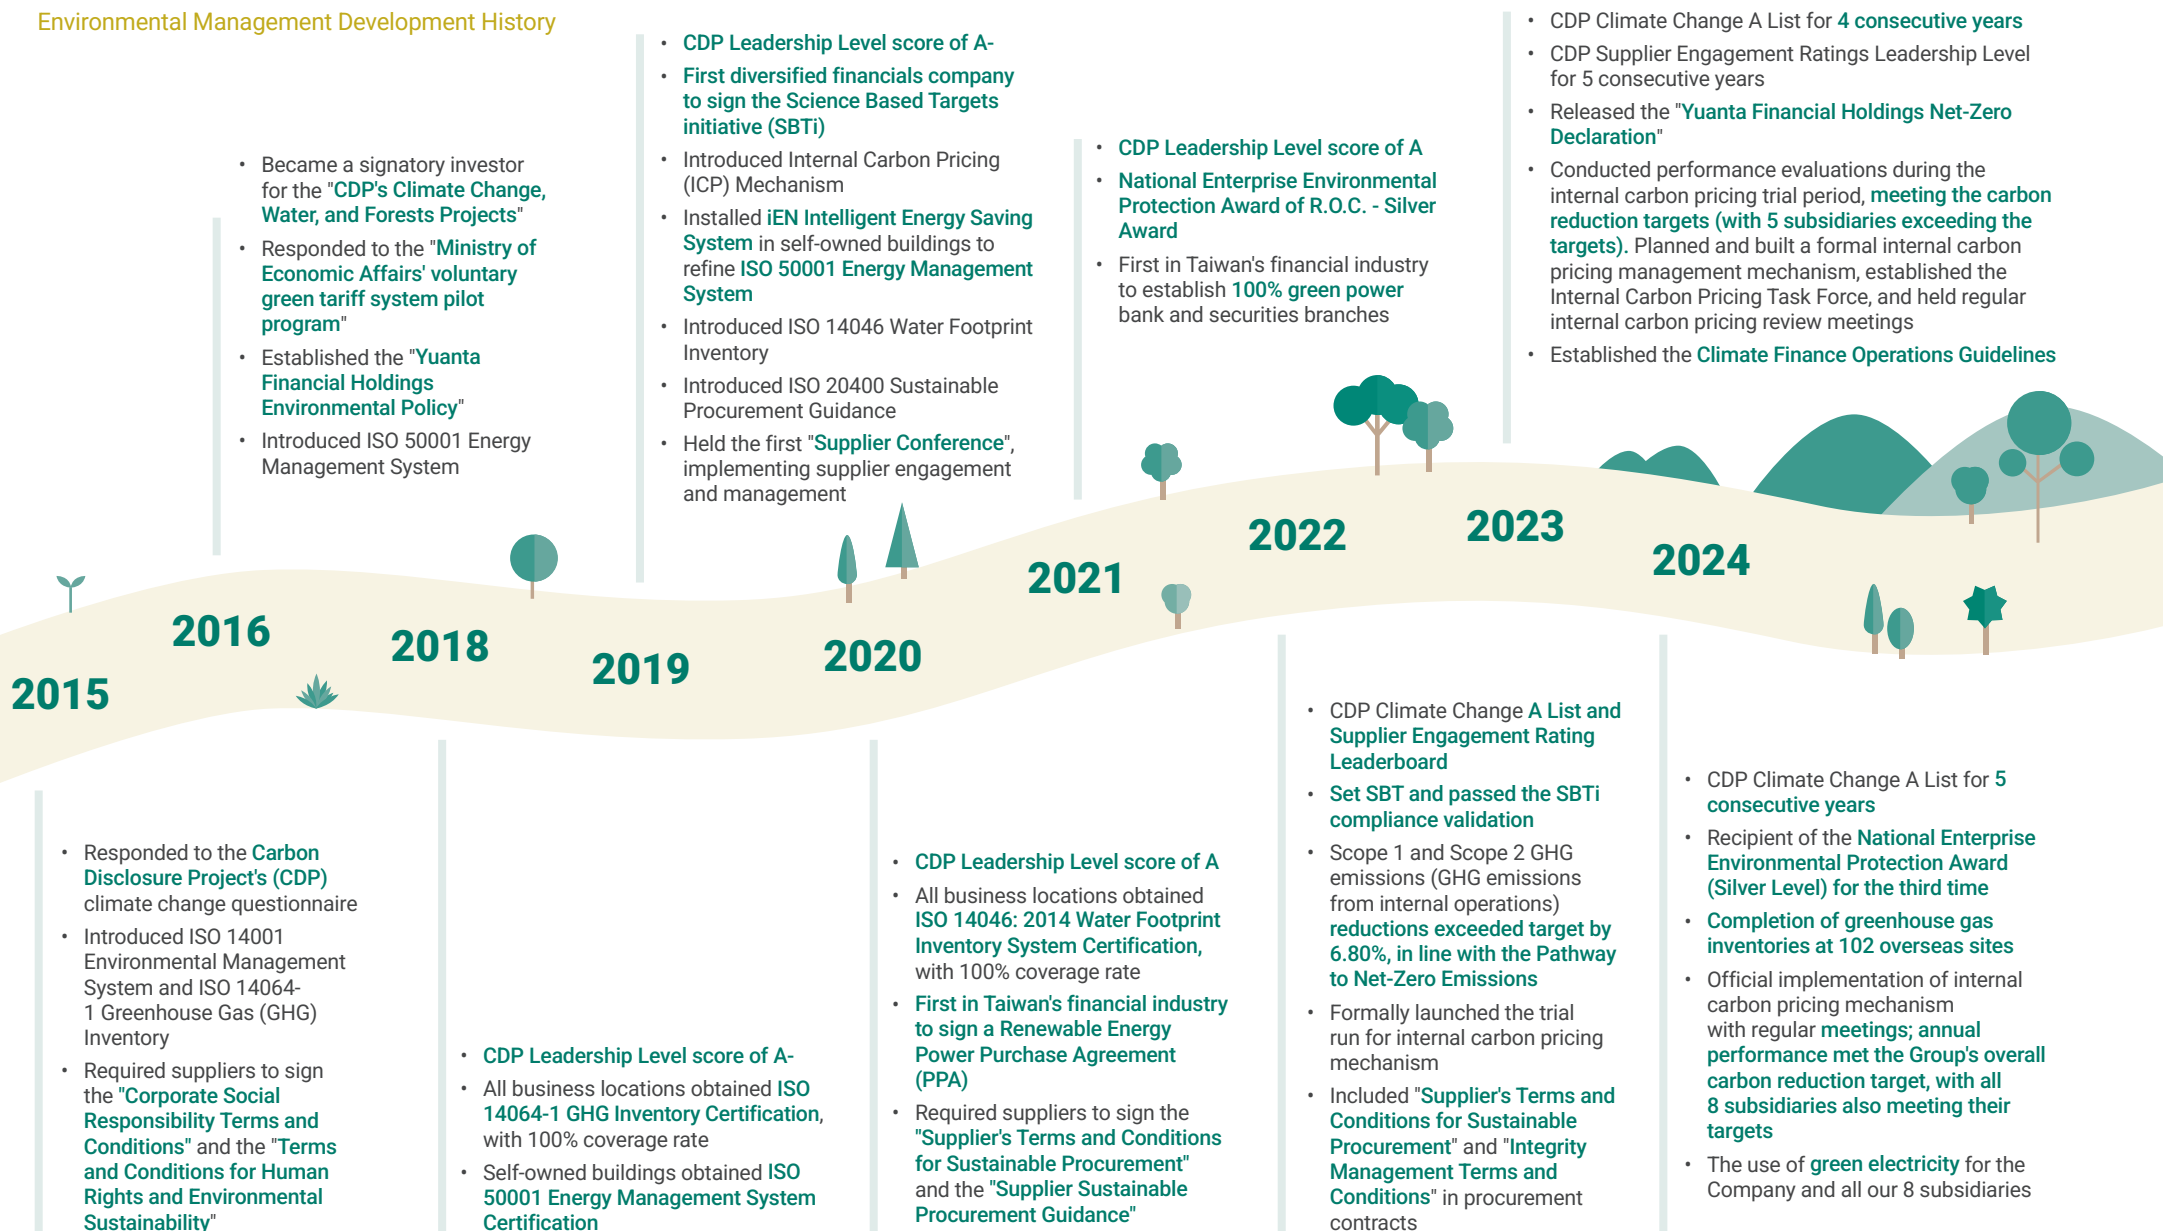 Environmental Management Development History
2015
• Responded to the Carbon
Disclosure Project's (CDP)
climate change questionnaire
• Introduced ISO 14001
Environmental Management
System and ISO 14064-
1 Greenhouse Gas (GHG)
Inventory
• Required suppliers to sign
the "Corporate Social
Responsibility Terms and
Conditions" and the "Terms
and Conditions for Human
Rights and Environmental
Sustainability"
2016
• Became a signatory investor
for the "CDP's Climate Change,
Water, and Forests Projects"
• Responded to the "Ministry of
Economic Affairs' voluntary
green tariff system pilot
program"
• Established the "Yuanta
Financial Holdings
Environmental Policy"
• Introduced ISO 50001 Energy
Management System
2018
• CDP Leadership Level score of A-
• All business locations obtained ISO
14064-1 GHG Inventory Certification,
with 100% coverage rate
• Self-owned buildings obtained ISO
50001 Energy Management System
Certification
2019
• CDP Leadership Level score of A-
• First diversified financials company
to sign the Science Based Targets
initiative (SBTi)
• Introduced Internal Carbon Pricing
(ICP) Mechanism
• Installed iEN Intelligent Energy Saving
System in self-owned buildings to
refine ISO 50001 Energy Management
System
• Introduced ISO 14046 Water Footprint
Inventory
• Introduced ISO 20400 Sustainable
Procurement Guidance
• Held the first "Supplier Conference",
implementing supplier engagement
and management
2020
• CDP Leadership Level score of A
• All business locations obtained
ISO 14046: 2014 Water Footprint
Inventory System Certification,
with 100% coverage rate
• First in Taiwan's financial industry
to sign a Renewable Energy
Power Purchase Agreement
(PPA)
• Required suppliers to sign the
"Supplier's Terms and Conditions
for Sustainable Procurement"
and the "Supplier Sustainable
Procurement Guidance"
2021
• CDP Leadership Level score of A
• National Enterprise Environmental
Protection Award of R.O.C. - Silver
Award
• First in Taiwan's financial industry
to establish 100% green power
bank and securities branches
2022
• CDP Climate Change A List and
Supplier Engagement Rating
Leaderboard
• Set SBT and passed the SBTi
compliance validation
• Scope 1 and Scope 2 GHG
emissions (GHG emissions
from internal operations)
reductions exceeded target by
6.80%, in line with the Pathway
to Net-Zero Emissions
• Formally launched the trial
run for internal carbon pricing
mechanism
• Included "Supplier's Terms and
Conditions for Sustainable
Procurement" and "Integrity
Management Terms and
Conditions" in procurement
contracts
2023
• CDP Climate Change A List for 4 consecutive years
• CDP Supplier Engagement Ratings Leadership Level
for 5 consecutive years
• Released the "Yuanta Financial Holdings Net-Zero
Declaration"
• Conducted performance evaluations during the
internal carbon pricing trial period, meeting the carbon
reduction targets (with 5 subsidiaries exceeding the
targets). Planned and built a formal internal carbon
pricing management mechanism, established the
Internal Carbon Pricing Task Force, and held regular
internal carbon pricing review meetings
• Established the Climate Finance Operations Guidelines
2024
• CDP Climate Change A List for 5
consecutive years
• Recipient of the National Enterprise
Environmental Protection Award
(Silver Level) for the third time
• Completion of greenhouse gas
inventories at 102 overseas sites
• Official implementation of internal
carbon pricing mechanism
with regular meetings; annual
performance met the Group's overall
carbon reduction target, with all
8 subsidiaries also meeting their
targets
• The use of green electricity for the
Company and all our 8 subsidiaries